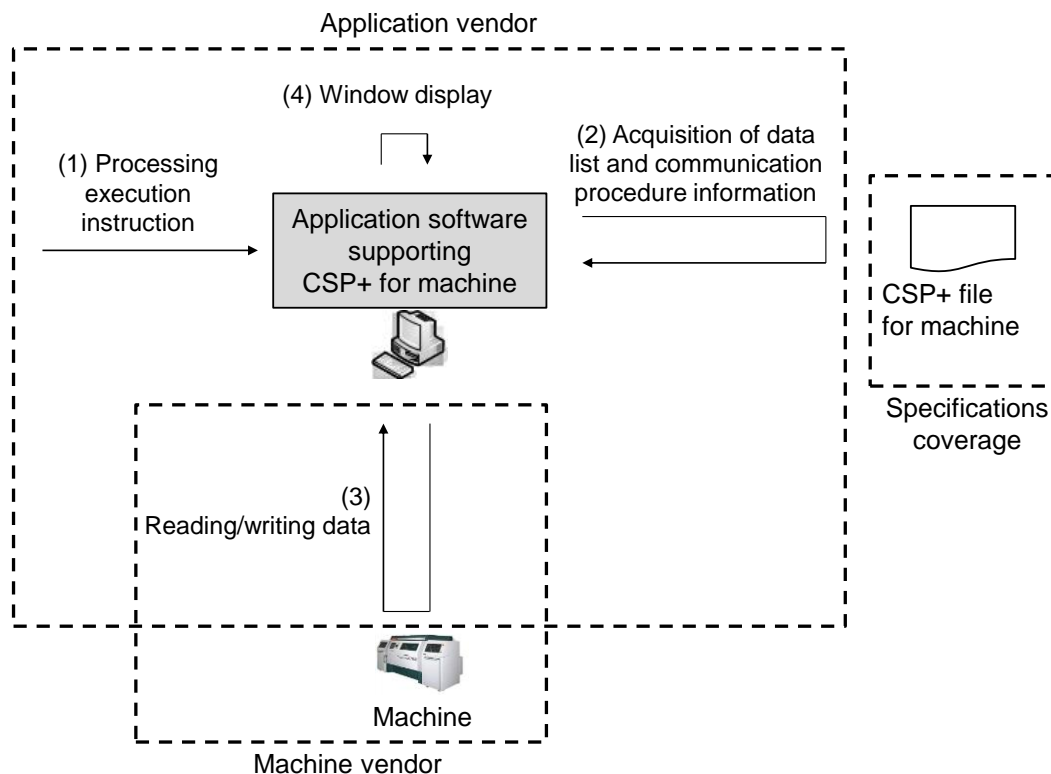 Application vendor
(4) Window display
(2) Acquisition of data
list and communication
procedure information
(1) Processing
execution
instruction
Application software
supporting
CSP+ for machine
CSP+ file
for machine
Specifications
coverage
(3)
Reading/writing data
Machine
Machine vendor